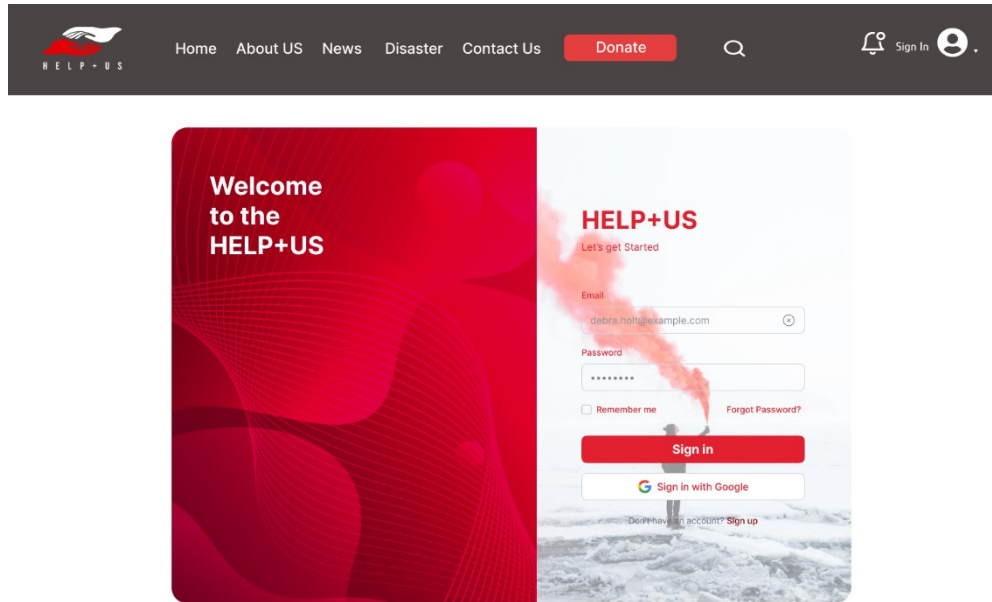 HELP+US
Home About US News Disaster Contact Us Donate Sign In
Welcome
to the
HELP+US
HELP+US
Let's get Started
Email
debra.holt@example.com
Password
Remember me Forgot Password?
Sign in
Sign in with Google
Don't have an account? Sign up